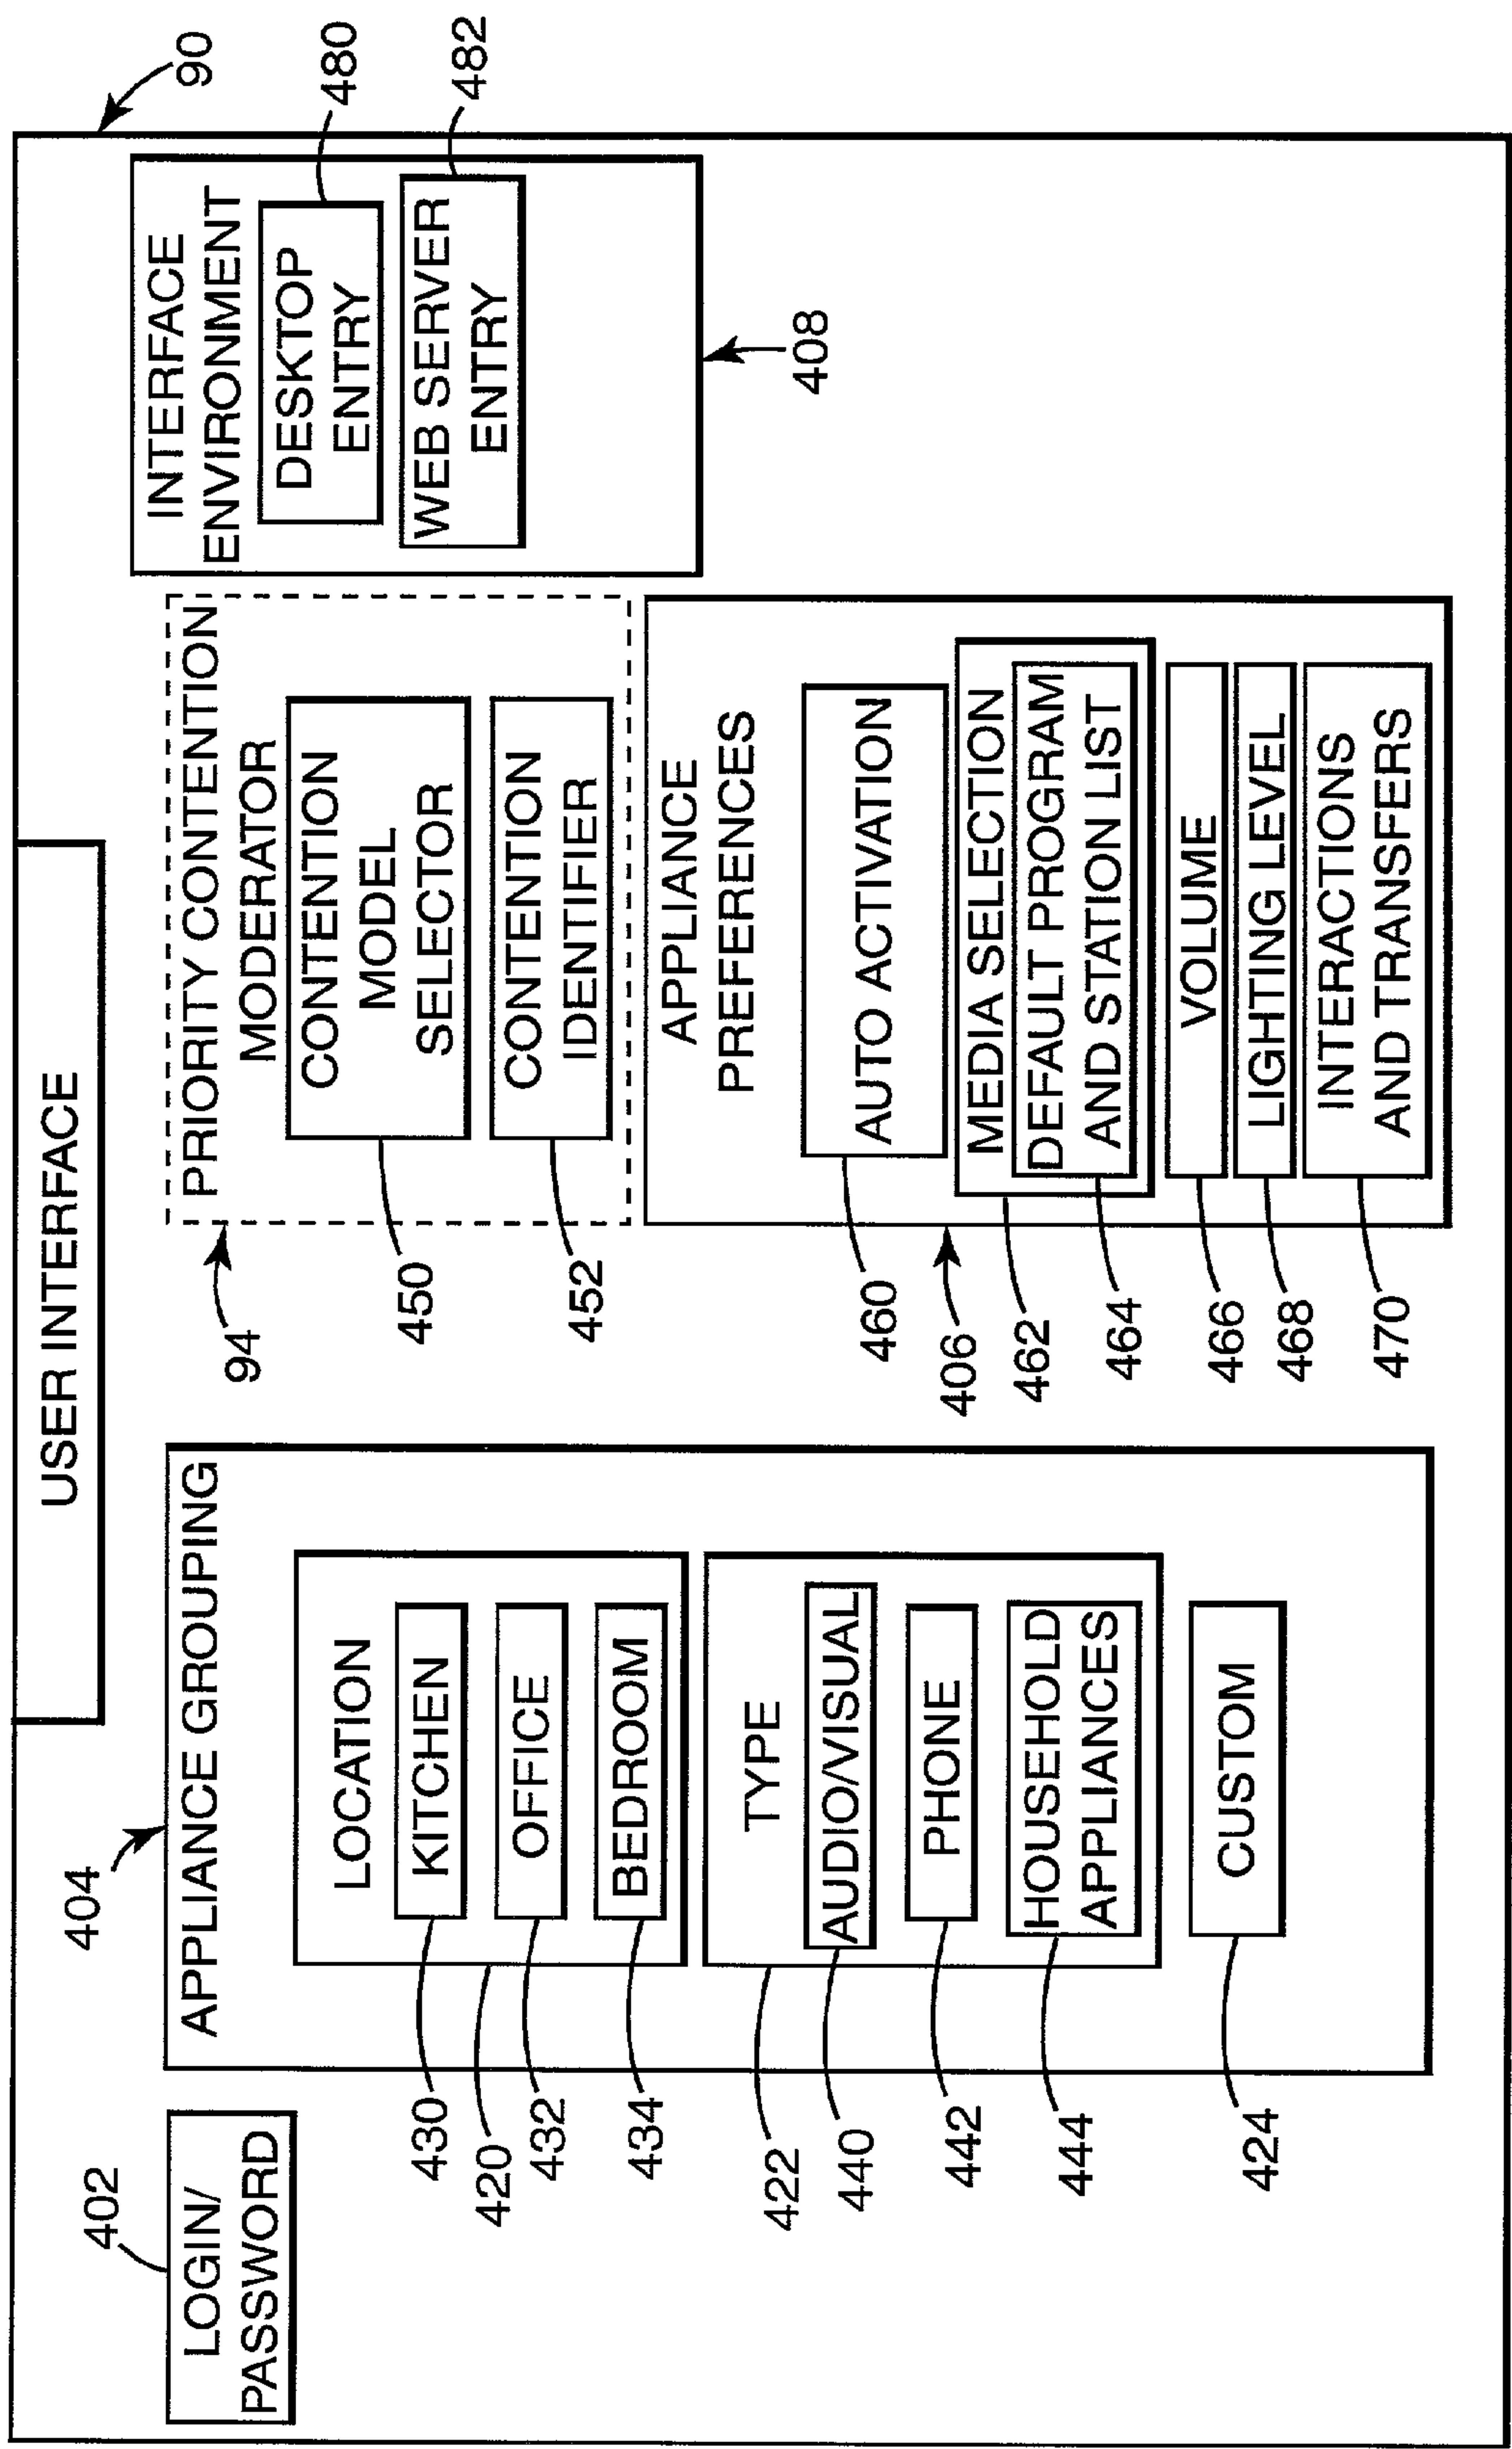 USER INTERFACE
90
402
LOGIN/
PASSWORD
404
APPLIANCE GROUPING
LOCATION
KITCHEN
OFFICE
BEDROOM
430
420
432
434
TYPE
AUDIO/VISUAL
PHONE
HOUSEHOLD
APPLIANCES
422
440
442
444
CUSTOM
424
94
PRIORITY CONTENTION
MODERATOR
CONTENTION
MODEL
SELECTOR
450
CONTENTION
IDENTIFIER
452
APPLIANCE
PREFERENCES
AUTO ACTIVATION
460
406
MEDIA SELECTION
462
DEFAULT PROGRAM
AND STATION LIST
464
VOLUME
466
LIGHTING LEVEL
468
INTERACTIONS
AND TRANSFERS
470
INTERFACE
ENVIRONMENT
DESKTOP
ENTRY
480
WEB SERVER
ENTRY
482
408